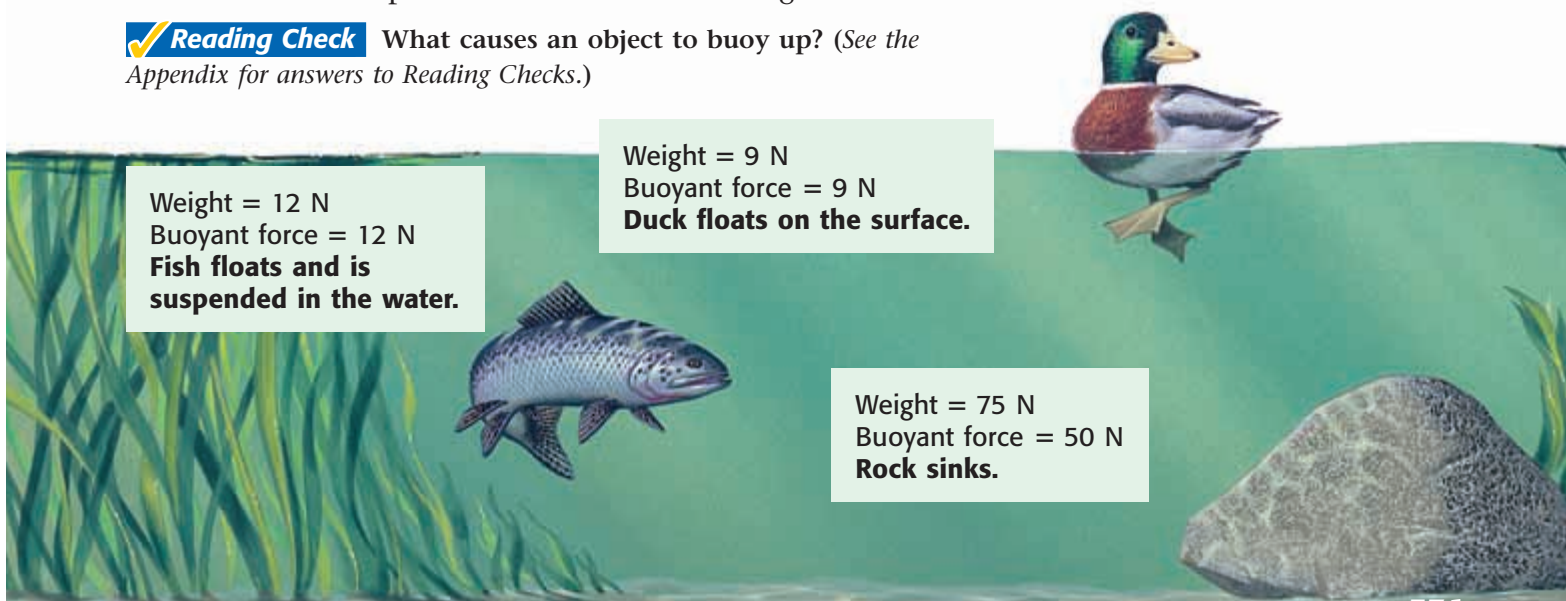 Reading Check What causes an object to buoy up? (See the
Appendix for answers to Reading Checks.)
Weight = 9 N
Buoyant force = 9 N
Duck floats on the surface.
Weight = 12 N
Buoyant force = 12 N
Fish floats and is
suspended in the water.
Weight = 75 N
Buoyant force = 50 N
Rock sinks.